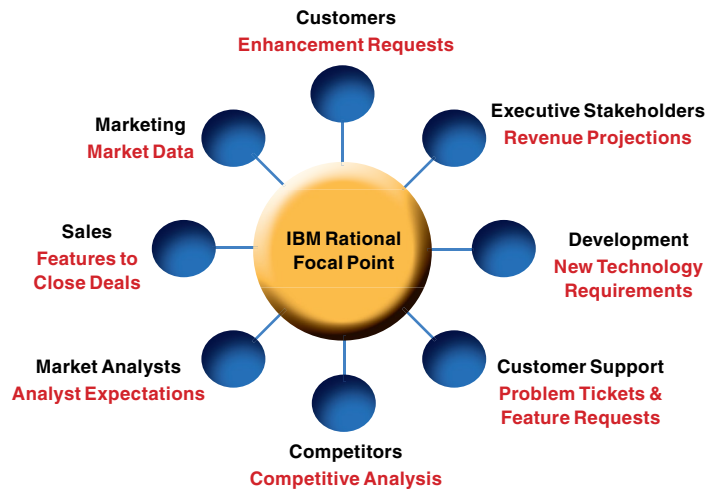 Customers
Enhancement Requests
Executive Stakeholders
Revenue Projections
Marketing
Market Data
IBM Rational
Focal Point
Sales
Features to
Close Deals
Development
New Technology
Requirements
Market Analysts
Analyst Expectations
Customer Support
Problem Tickets &
Feature Requests
Competitors
Competitive Analysis